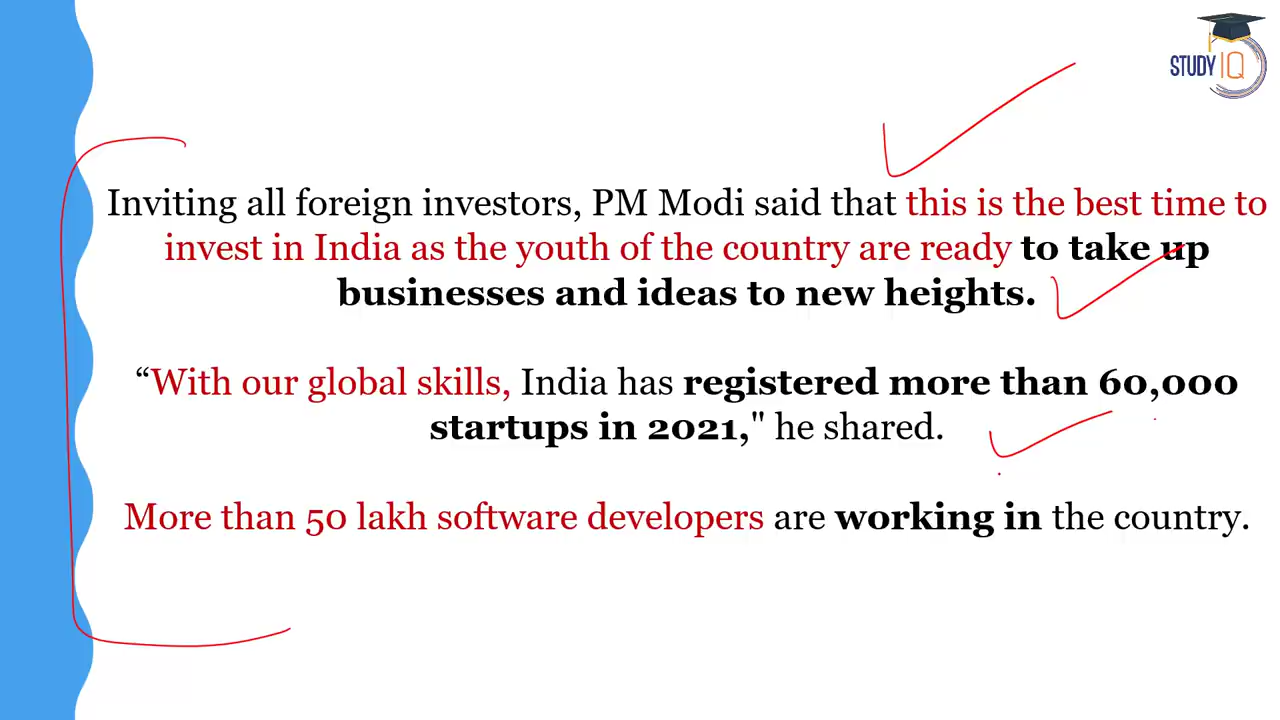 STUDY IQ
Inviting all foreign investors, PM Modi said that this is the best time to
invest in India as the youth of the country are ready to take up
businesses and ideas to new heights.
“With our global skills, India has registered more than 60,000
startups in 2021," he shared.
More than 50 lakh software developers are working in the country.